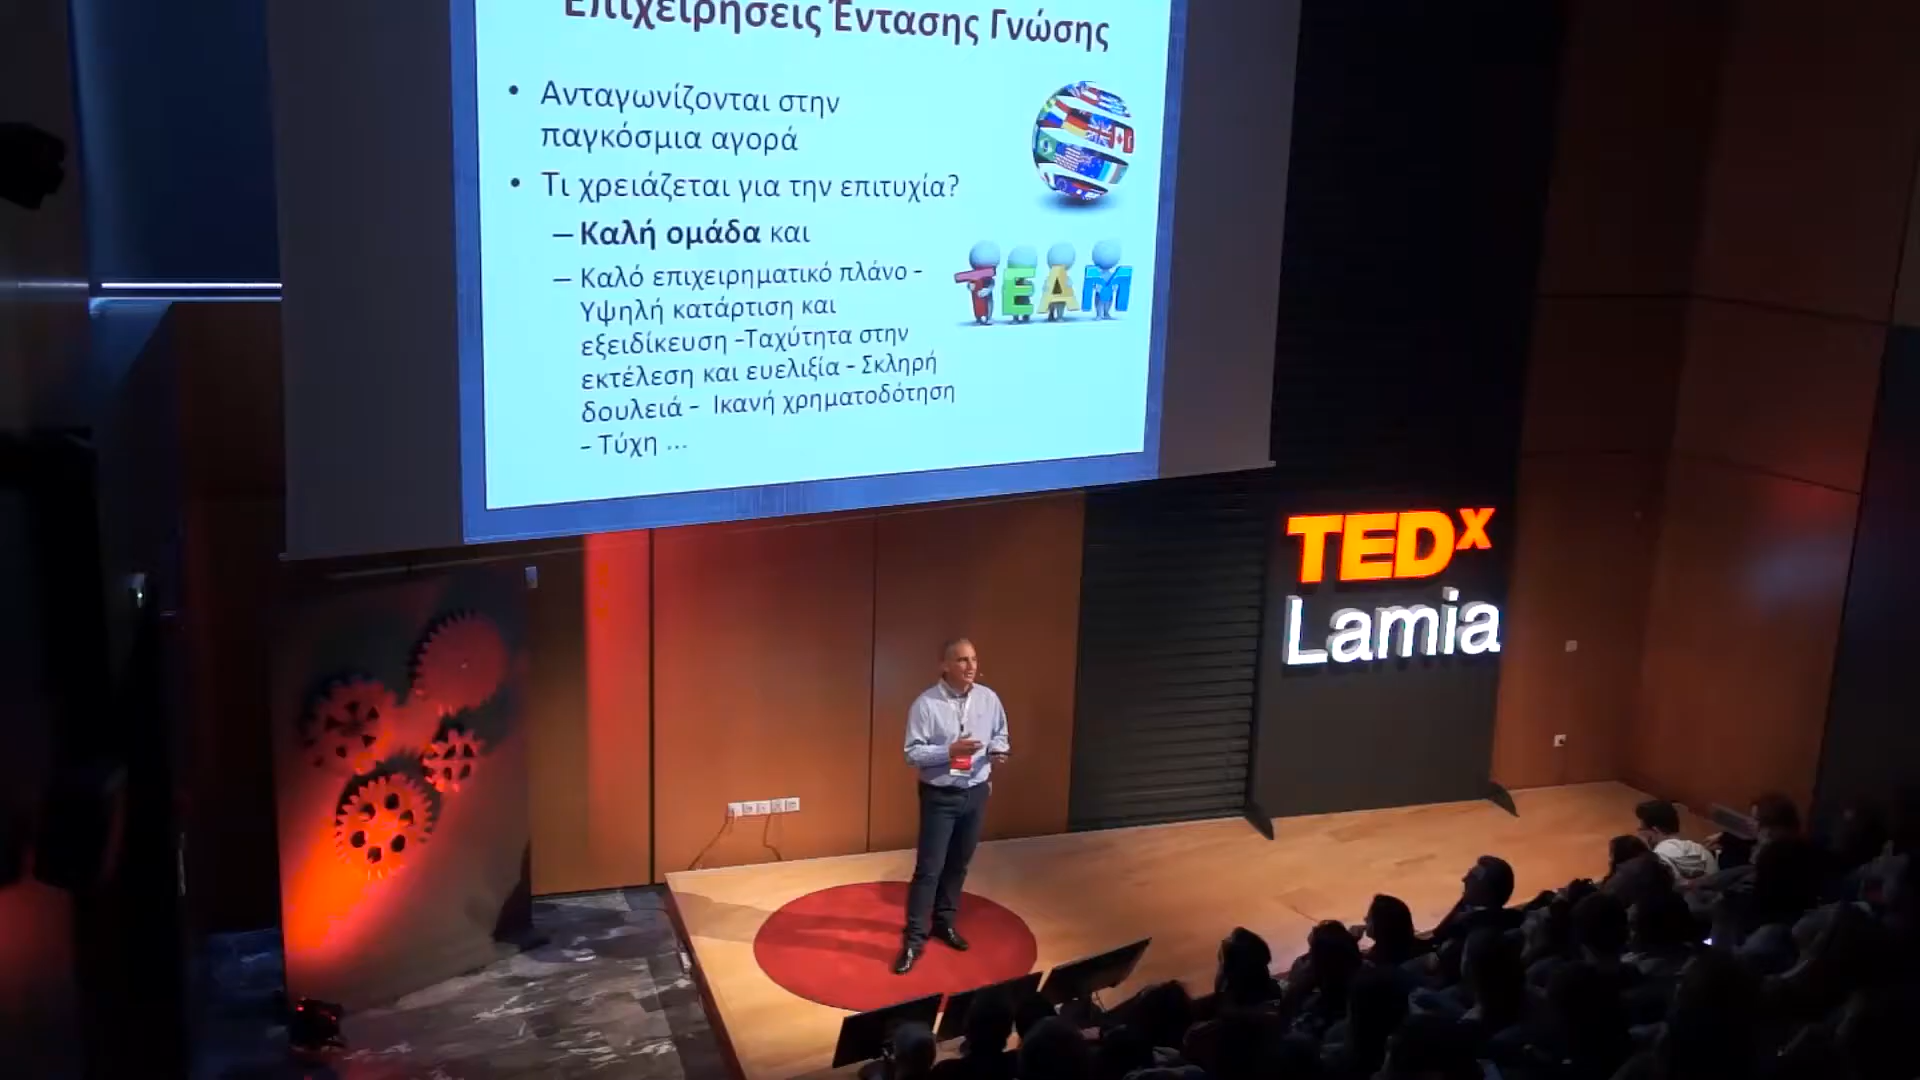 Επιχειρήσεις Έντασης Γνώσης
• Ανταγωνίζονται στην
παγκόσμια αγορά
• Τι χρειάζεται για την επιτυχία?
– Καλή ομάδα και
– Καλό επιχειρηματικό πλάνο –
Υψηλή κατάρτιση και
εξειδίκευση –Ταχύτητα στην
εκτέλεση και ευελιξία – Σκληρή
δουλειά – Ικανή χρηματοδότηση
– Τύχη ...
TEAM
TEDx
Lamia